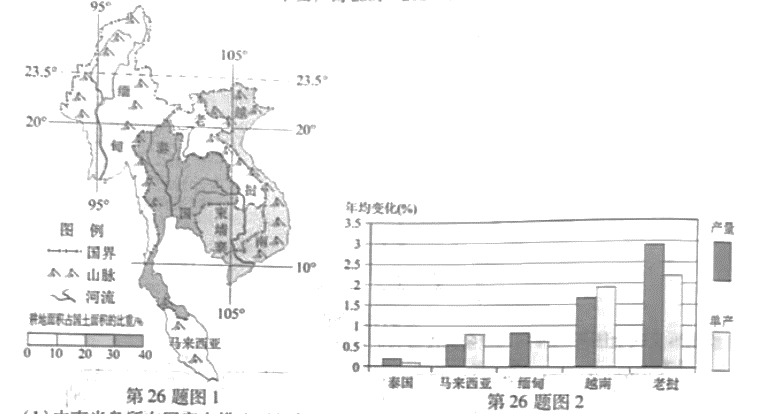 95°
105°
23.5°
23.5°
缅
越
老
20°
20°
甸
泰
95°
挝
国
柬
埔
寨
南
图 例
国界
山脉
河流
10°
105°
耕地面积占国土面积的比重/%
0 10 20 30 40
马来西亚
第26题图1
年均变化(%)
3.5
3
2.5
2
1.5
1
0.5
0
泰国 马来西亚 缅甸 越南 老挝
产量
单产
第26题图2